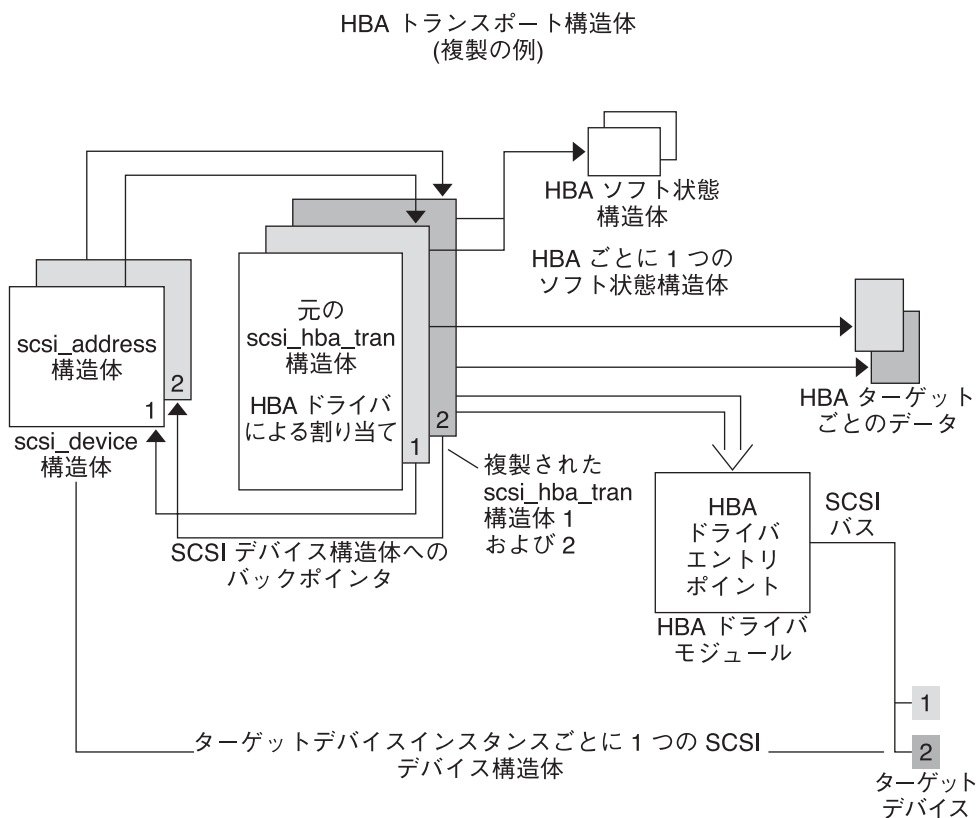 HBA トランスポート構造体
(複製の例)
HBA ソフト状態
構造体
HBA ごとに 1 つの
ソフト状態構造体
元の
scsi_hba_tran
構造体
HBA ドライバ
による割り当て
1
2
scsi_address
構造体
1
2
scsi_device
構造体
HBA ターゲット
ごとのデータ
複製された
scsi_hba_tran
構造体 1
および 2
SCSI デバイス構造体への
バックポインタ
HBA
ドライバ
エントリ
ポイント
HBA ドライバ
モジュール
SCSI
バス
1
2
ターゲット
デバイス
ターゲットデバイスインスタンスごとに 1 つの SCSI
デバイス構造体